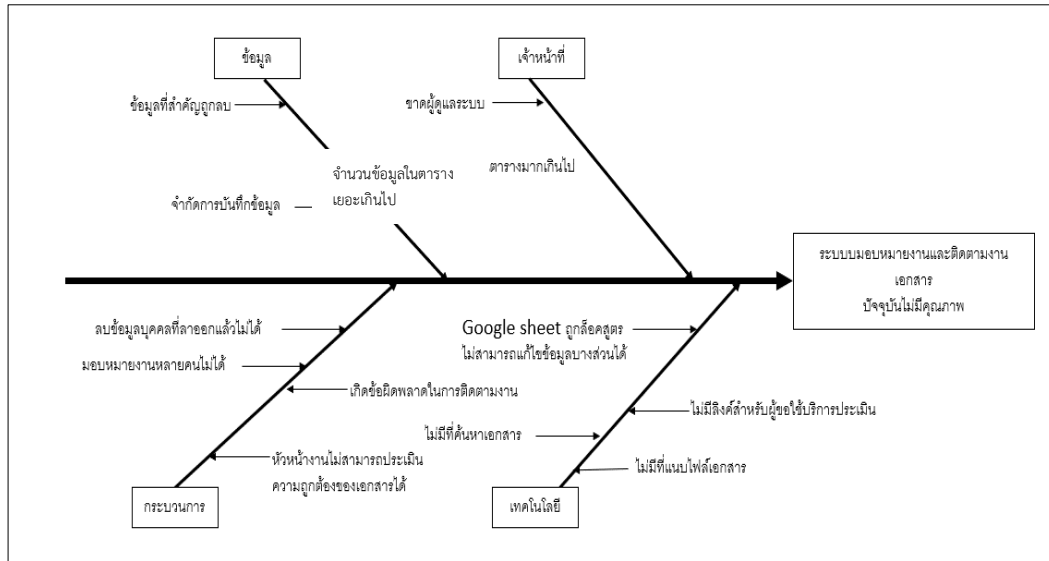 ข้อมูล
เจ้าหน้าที่
ข้อมูลที่สำคัญถูกลบ
ขาดผู้ดูแลระบบ
จำนวนข้อมูลในตาราง
เยอะเกินไป
ตารางมากเกินไป
จำกัดการบันทึกข้อมูล
ระบบบมอบหมายงานและติดตามงาน
เอกสาร
ปัจจุบันไม่มีคุณภาพ
ลบข้อมูลบุคคลที่ลาออกแล้วไม่ได้
มอบหมายงานหลายคนไม่ได้
เกิดข้อผิดพลาดในการติดตามงาน
หัวหน้างานไม่สามารถประเมิน
ความถูกต้องของเอกสารได้
กระบวนการ
Google sheet ถูกล็อคสูตร
ไม่สามารถแก้ไขข้อมูลบางส่วนได้
ไม่มีลิงค์สำหรับผู้ขอใช้บริการประเมิน
ไม่มีที่ค้นหาเอกสาร
ไม่มีที่แนบไฟล์เอกสาร
เทคโนโลยี